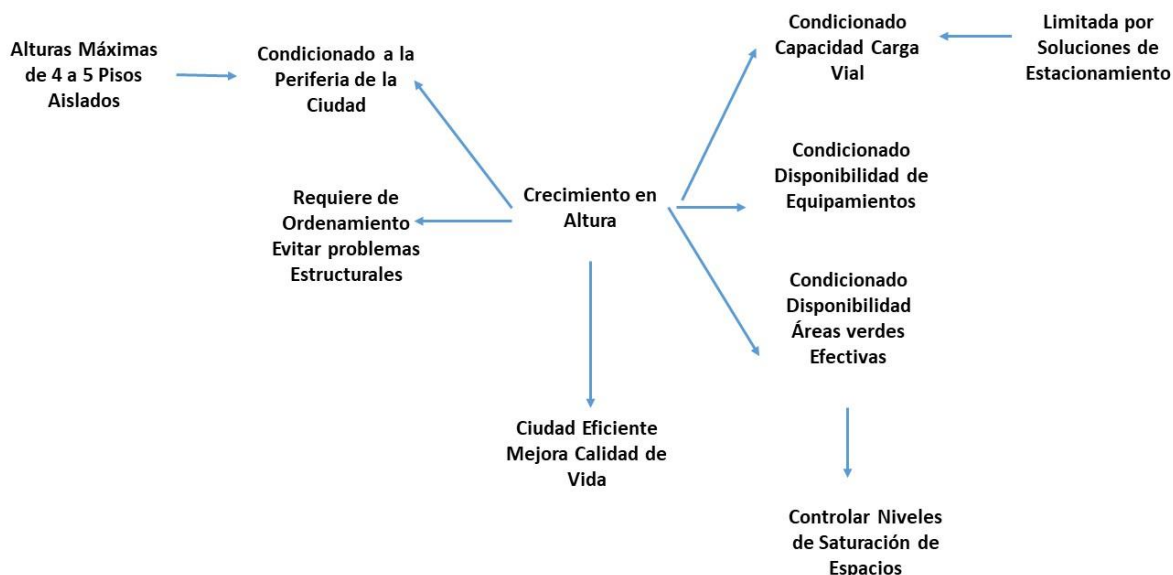 Alturas Máximas
de 4 a 5 Pisos
Aislados
Condicionado a la
Periferia de la
Ciudad
Condicionado
Capacidad Carga
Vial
Limitada por
Soluciones de
Estacionamiento
Requiere de
Ordenamiento
Evitar problemas
Estructurales
Crecimiento en
Altura
Condicionado
Disponibilidad de
Equipamientos
Condicionado
Disponibilidad
Áreas verdes
Efectivas
Ciudad Eficiente
Mejora Calidad de
Vida
Controlar Niveles
de Saturación de
Espacios